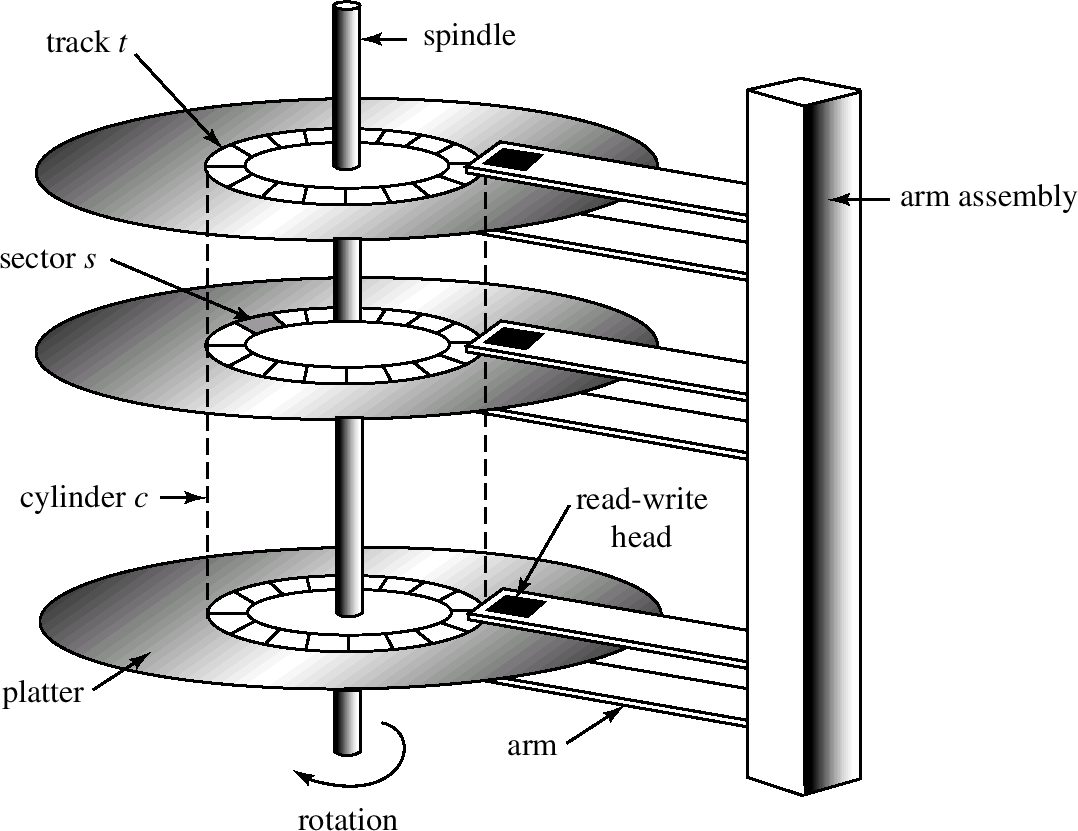 spindle
track t
arm assembly
sector s
cylinder c
read-write
head
platter
arm
rotation